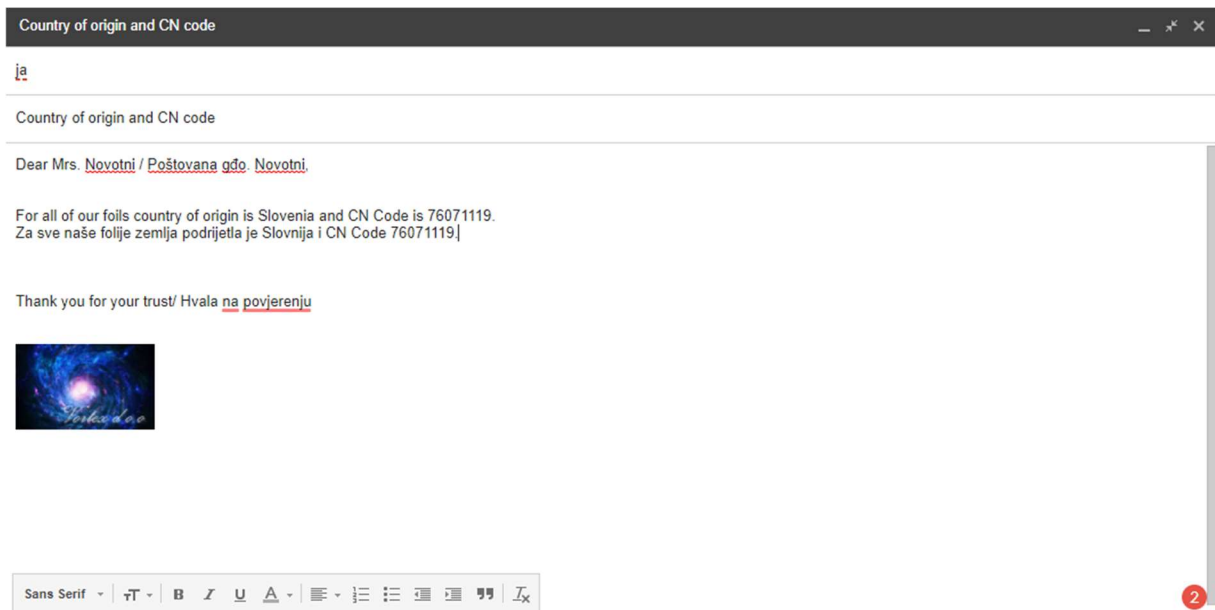 Country of origin and CN code
ja
Country of origin and CN code
Dear Mrs. Novotni / Poštovana gđo. Novotni,
For all of our foils country of origin is Slovenia and CN Code is 76071119.
Za sve naše folije zemlja podrijetla je Slovnija i CN Code 76071119.
Thank you for your trust/ Hvala na povjerenju
Vortex d.o.o
Sans Serif
2